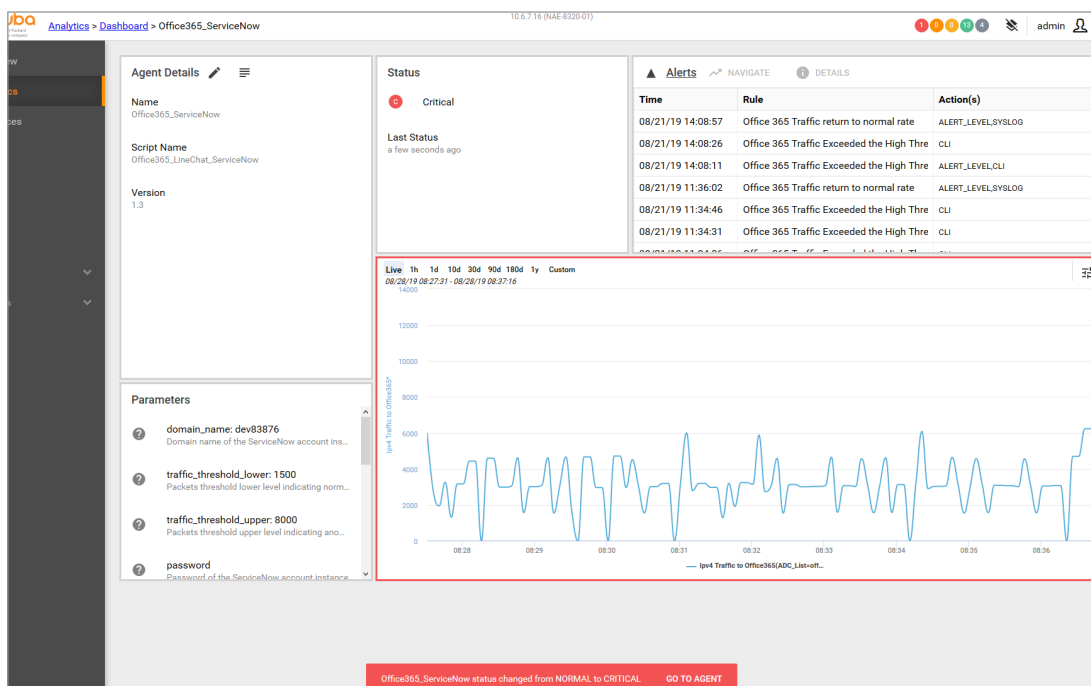 10.6.7.16 (NAE-8320-01)
uba
Analytics > Dashboard > Office365_ServiceNow
1 0 0 13 4
admin
Agent Details
Name
Office365_ServiceNow
Script Name
Office365_LineChat_ServiceNow
Version
1.3
Status
C Critical
Last Status
a few seconds ago
Alerts NAVIGATE DETAILS
Time Rule Action(s)
08/21/19 14:08:57 Office 365 Traffic return to normal rate ALERT_LEVEL,SYSLOG
08/21/19 14:08:26 Office 365 Traffic Exceeded the High Thre CLI
08/21/19 14:08:11 Office 365 Traffic Exceeded the High Thre ALERT_LEVEL,CLI
08/21/19 11:36:02 Office 365 Traffic return to normal rate ALERT_LEVEL,SYSLOG
08/21/19 11:34:46 Office 365 Traffic Exceeded the High Thre CLI
08/21/19 11:34:31 Office 365 Traffic Exceeded the High Thre CLI
Live 1h 1d 10d 30d 90d 180d 1y Custom
08/28/19 08:27:31 - 08/28/19 08:37:16
14000
12000
10000
8000
6000
4000
2000
0
Ipv4 Traffic to Office365*
08:28 08:29 08:30 08:31 08:32 08:33 08:34 08:35 08:36
Ipv4 Traffic to Office365(ADC_List=off...
Parameters
domain_name: dev83876
Domain name of the ServiceNow account ins...
traffic_threshold_lower: 1500
Packets threshold lower level indicating norm...
traffic_threshold_upper: 8000
Packets threshold upper level indicating ano...
password
Password of the ServiceNow account instance
Office365_ServiceNow status changed from NORMAL to CRITICAL GO TO AGENT